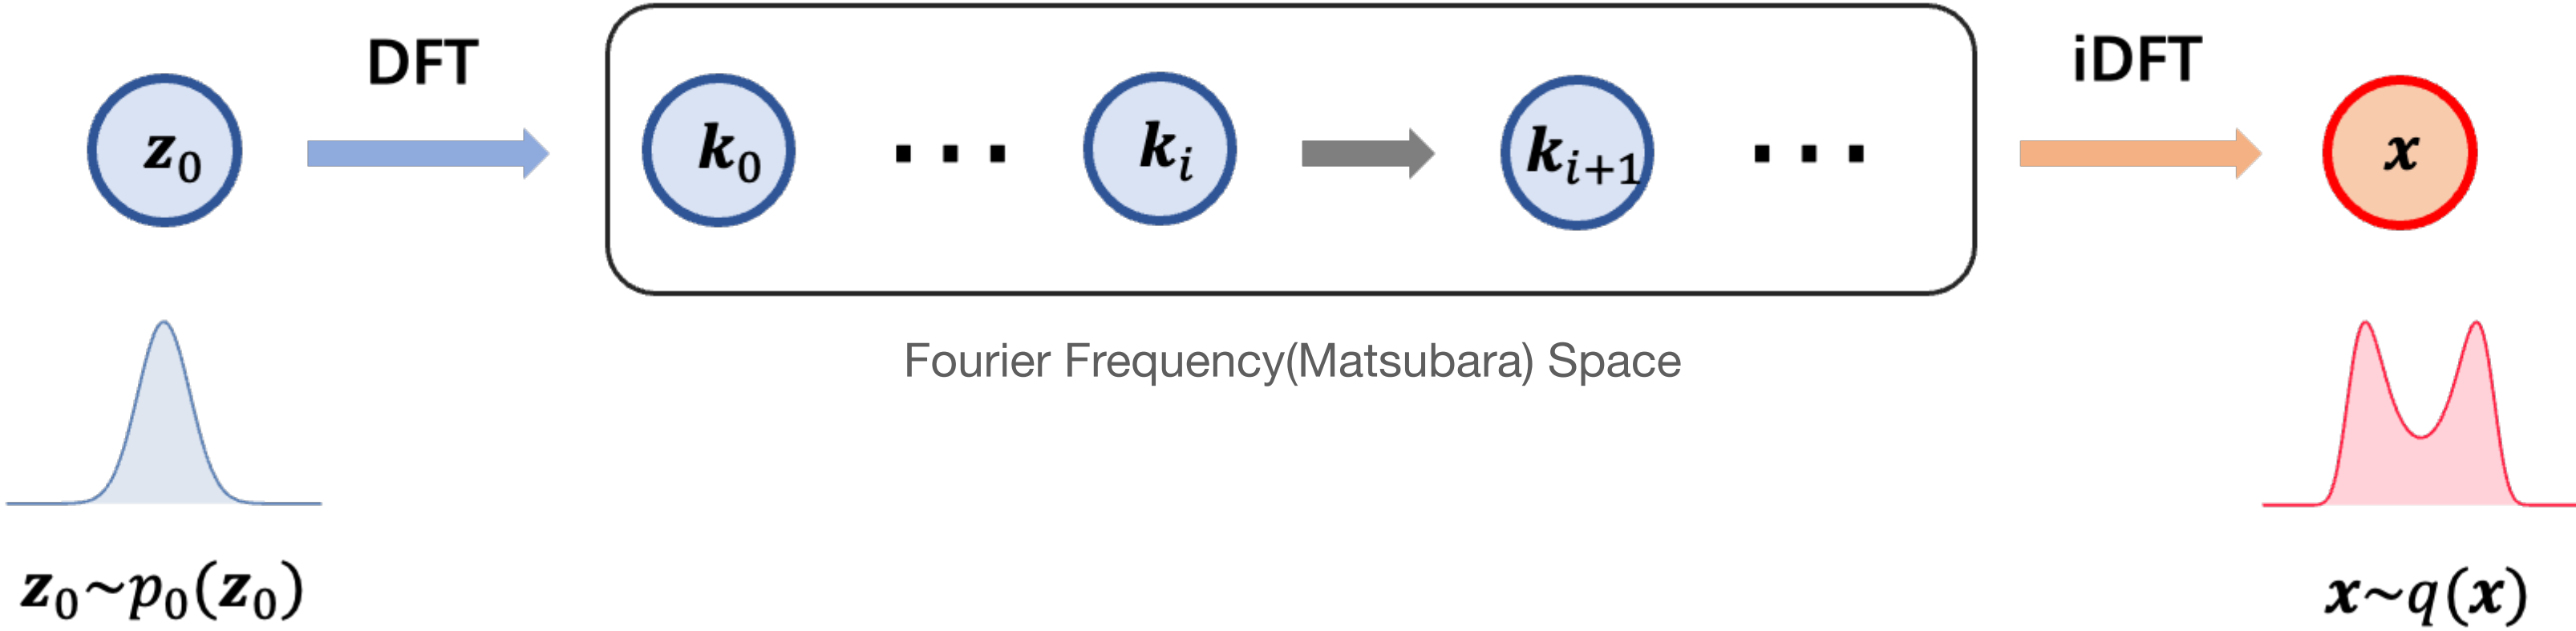 DFT
iDFT
z₀
k₀ ... kᵢ
kᵢ₊₁ ...
x
Fourier Frequency(Matsubara) Space
z₀~p₀(z₀)
x~q(x)